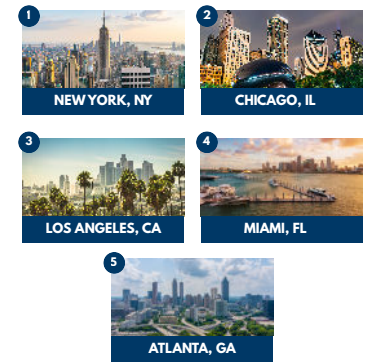 1
NEW YORK, NY
2
CHICAGO, IL
3
LOS ANGELES, CA
4
MIAMI, FL
5
ATLANTA, GA